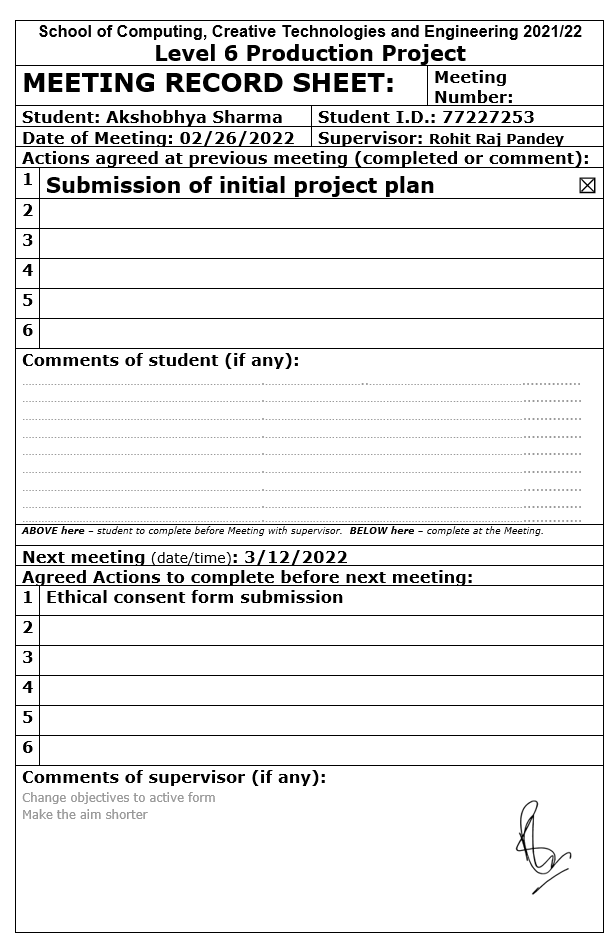 School of Computing, Creative Technologies and Engineering 2021/22
Level 6 Production Project
MEETING RECORD SHEET:
Meeting
Number:
Student: Akshobhya Sharma
Student I.D.: 77227253
Date of Meeting: 02/26/2022
Supervisor: Rohit Raj Pandey
Actions agreed at previous meeting (completed or comment):
1 Submission of initial project plan ☒
2
3
4
5
6
Comments of student (if any):
ABOVE here – student to complete before Meeting with supervisor. BELOW here – complete at the Meeting.
Next meeting (date/time): 3/12/2022
Agreed Actions to complete before next meeting:
1 Ethical consent form submission
2
3
4
5
6
Comments of supervisor (if any):
Change objectives to active form
Make the aim shorter